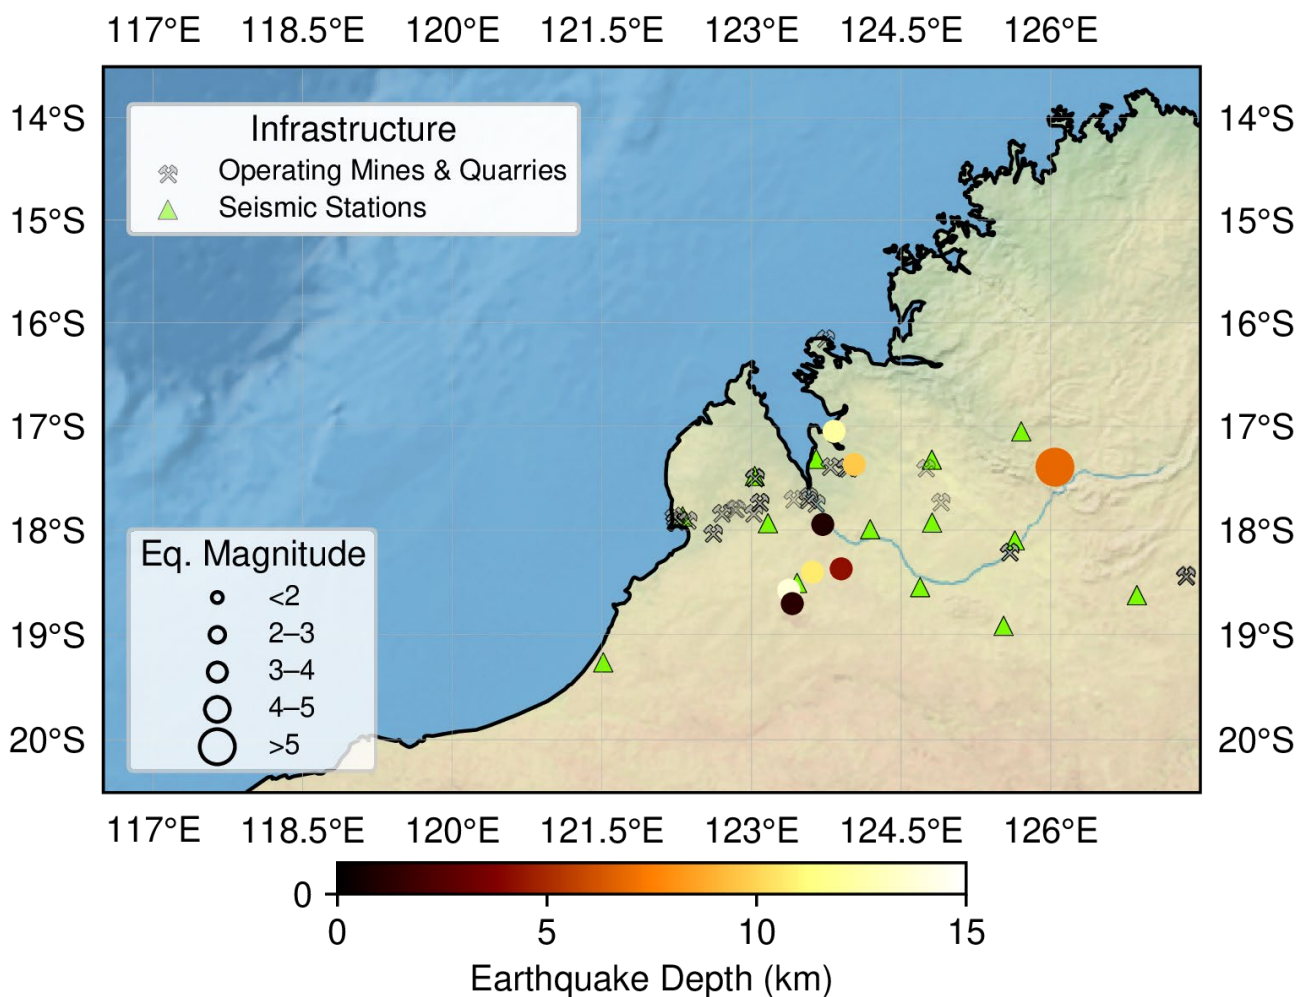 117°E 118.5°E 120°E 121.5°E 123°E 124.5°E 126°E
14°S 14°S
Infrastructure
Operating Mines & Quarries
Seismic Stations
15°S 15°S
16°S 16°S
17°S 17°S
18°S 18°S
Eq. Magnitude
<2
2–3
19°S 19°S
3–4
4–5
>5
20°S 20°S
117°E 118.5°E 120°E 121.5°E 123°E 124.5°E 126°E
0
0 5 10 15
Earthquake Depth (km)